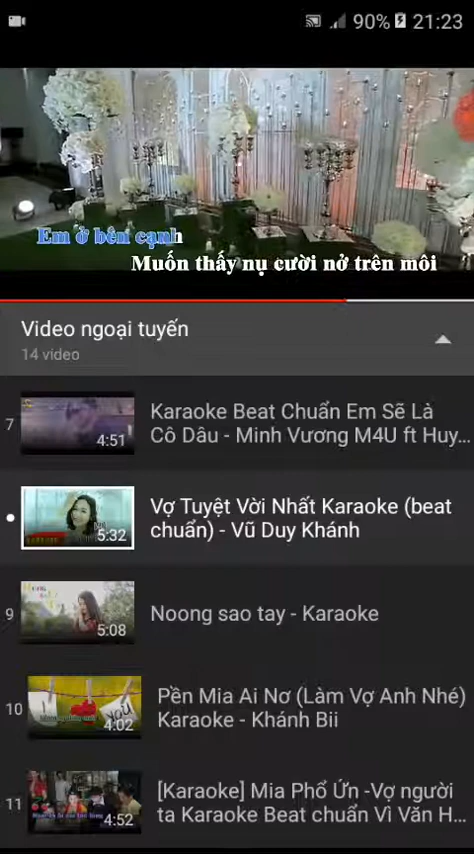 90% 21:23
Em ở bên cạnh
Muốn thấy nụ cười nở trên môi
Video ngoại tuyến
14 video
7
4:51
Karaoke Beat Chuẩn Em Sẽ Là
Cô Dâu - Minh Vương M4U ft Huy...
5:32
Vợ Tuyệt Vời Nhất Karaoke (beat
chuẩn) - Vũ Duy Khánh
9
5:08
Noong sao tay - Karaoke
10
4:02
Pền Mia Ai Nơ (Làm Vợ Anh Nhé)
Karaoke - Khánh Bii
11
4:52
[Karaoke] Mia Phổ Ứn -Vợ người
ta Karaoke Beat chuẩn Vì Văn H...